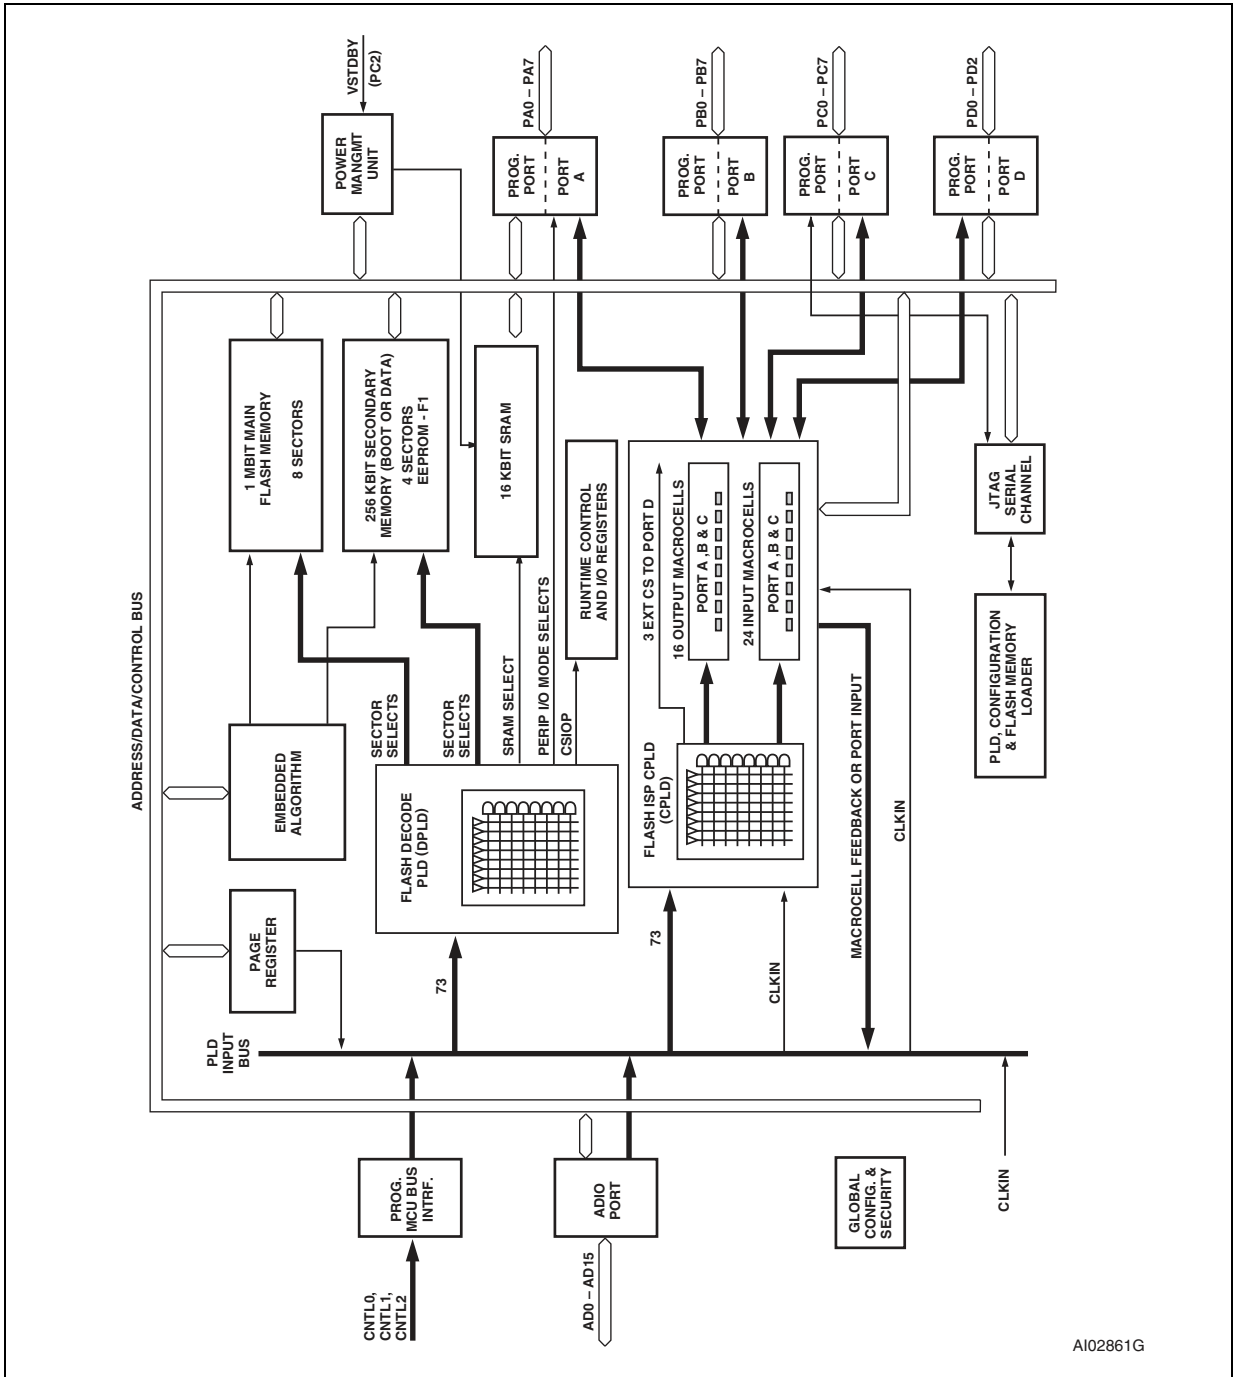 VSTDBY
(PC2)
PA0 – PA7
PB0 – PB7
PC0 – PC7
PD0 – PD2
POWER
MANGMT
UNIT
PROG.
PORT
PORT
A
PROG.
PORT
PORT
B
PROG.
PORT
PORT
C
PROG.
PORT
PORT
D
ADDRESS/DATA/CONTROL BUS
1 MBIT MAIN
FLASH MEMORY
8 SECTORS
256 KBIT SECONDARY
MEMORY (BOOT OR DATA)
4 SECTORS
EEPROM - F1
16 KBIT SRAM
RUNTIME CONTROL
AND I/O REGISTERS
3 EXT CS TO PORT D
16 OUTPUT MACROCELLS
PORT A ,B & C
24 INPUT MACROCELLS
PORT A ,B & C
JTAG
SERIAL
CHANNEL
PLD, CONFIGURATION
& FLASH MEMORY
LOADER
EMBEDDED
ALGORITHM
SECTOR
SELECTS
SECTOR
SELECTS
SRAM SELECT
PERIP I/O MODE SELECTS
CSIOP
FLASH DECODE
PLD (DPLD)
FLASH ISP CPLD
(CPLD)
MACROCELL FEEDBACK OR PORT INPUT
CLKIN
PAGE
REGISTER
73
73
CLKIN
PLD
INPUT
BUS
PROG.
MCU BUS
INTRF.
ADIO
PORT
GLOBAL
CONFIG. &
SECURITY
CLKIN
CNTL0,
CNTL1,
CNTL2
AD0 – AD15
AI02861G